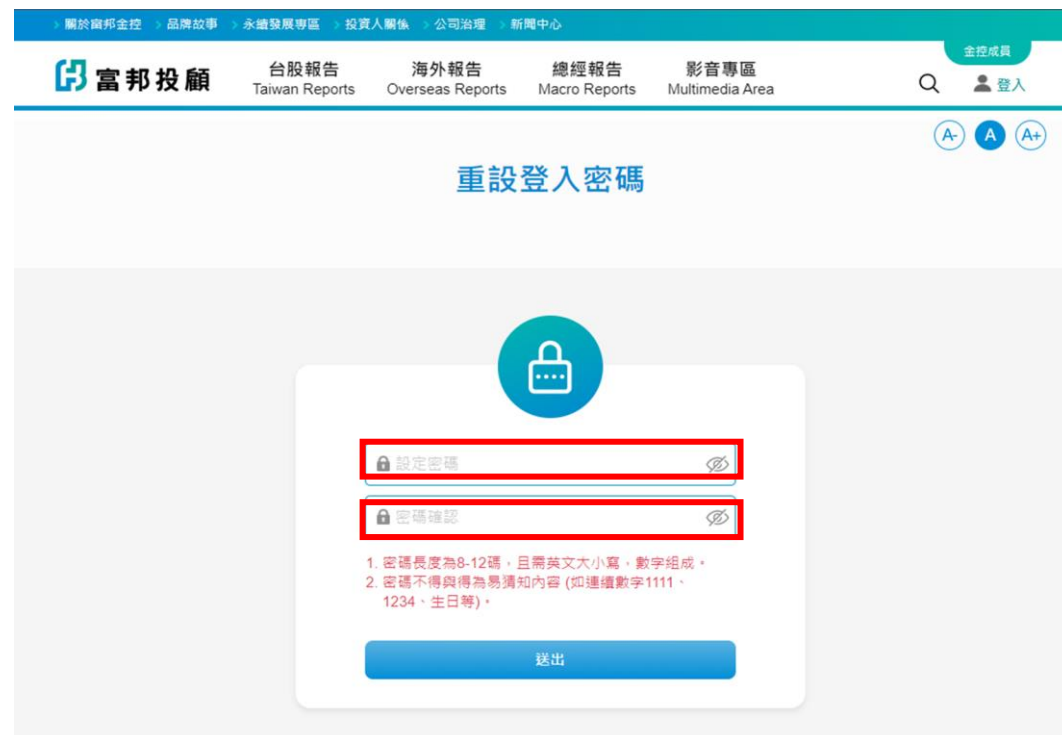 關於富邦金控 品牌故事 永續發展專區 投資人關係 公司治理 新聞中心
金控成員
富邦投顧
台股報告 海外報告 總經報告 影音專區
Taiwan Reports Overseas Reports Macro Reports Multimedia Area
登入
A- A A+
重設登入密碼
設定密碼
密碼確認
1. 密碼長度為8-12碼，且需英文大小寫，數字組成。
2. 密碼不得與得為易猜知內容 (如連續數字1111、
1234、生日等)。
送出